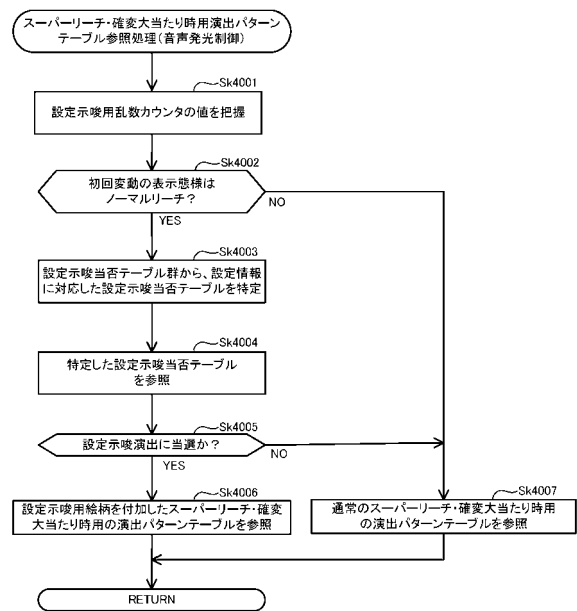 スーパーリーチ・確変大当たり時用演出パターン
テーブル参照処理(音声発光制御)
Sk4001
設定示唆用乱数カウンタの値を把握
Sk4002
初回変動の表示態様は
ノーマルリーチ?
NO
YES
Sk4003
設定示唆当否テーブル群から、設定情報
に対応した設定示唆当否テーブルを特定
Sk4004
特定した設定示唆当否テーブル
を参照
Sk4005
設定示唆演出に当選か?
NO
YES
Sk4006
設定示唆用絵柄を付加したスーパーリーチ・確変
大当たり時用の演出パターンテーブルを参照
Sk4007
通常のスーパーリーチ・確変大当たり時用
の演出パターンテーブルを参照
RETURN